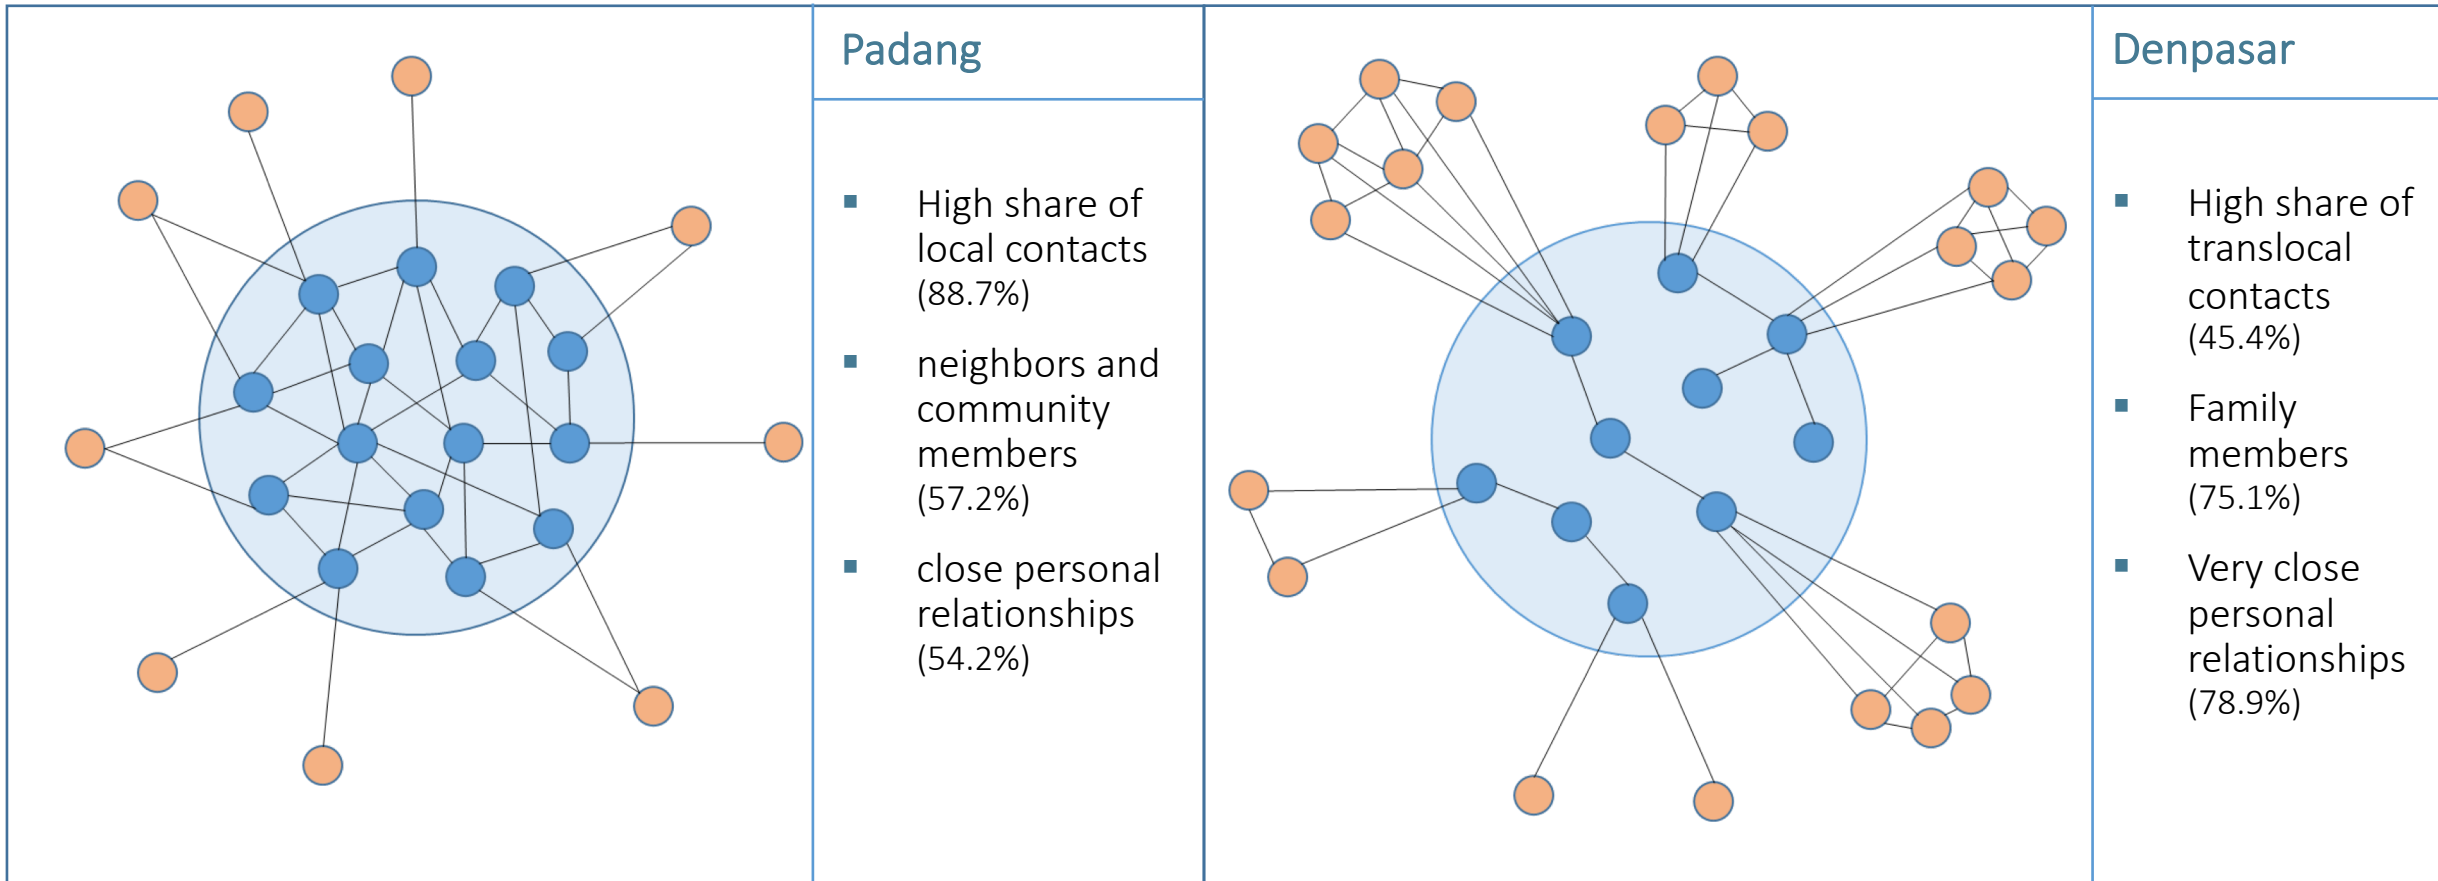 Padang
▪ High share of
local contacts
(88.7%)
▪ neighbors and
community
members
(57.2%)
▪ close personal
relationships
(54.2%)
Denpasar
▪ High share of
translocal
contacts
(45.4%)
▪ Family
members
(75.1%)
▪ Very close
personal
relationships
(78.9%)